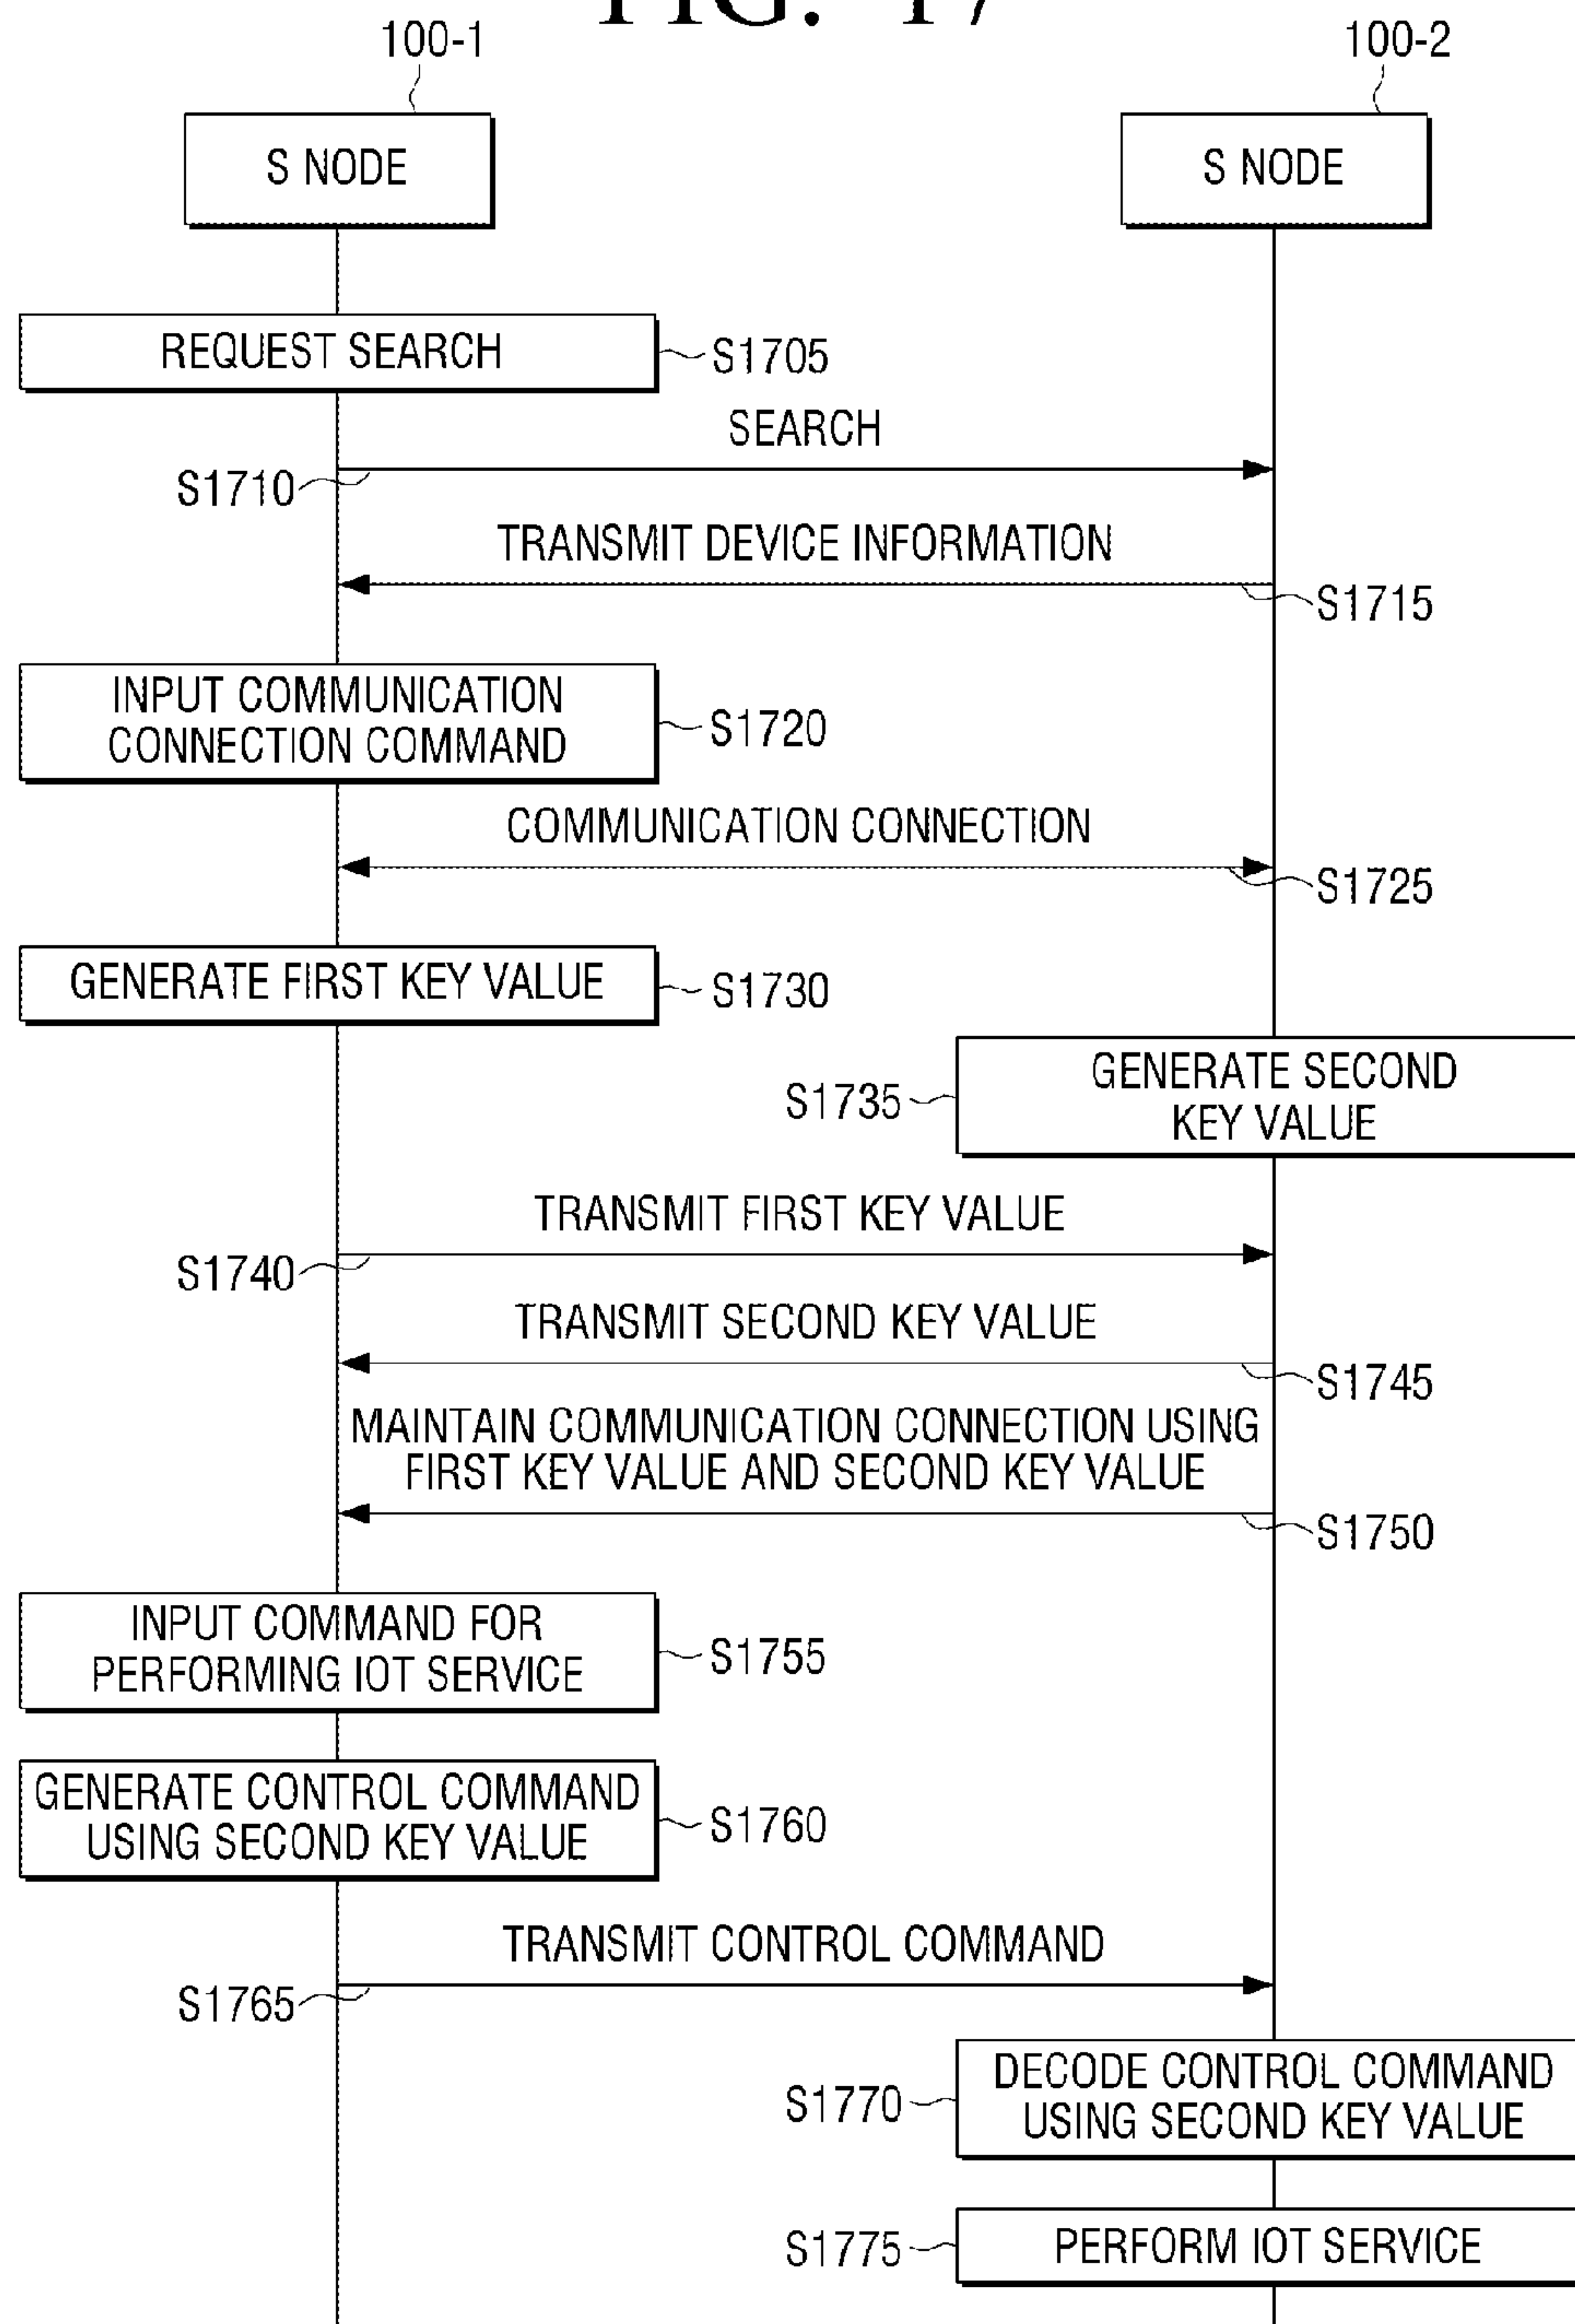 FIG. 17
100-1
100-2
S NODE
S NODE
REQUEST SEARCH
S1705
SEARCH
S1710
TRANSMIT DEVICE INFORMATION
S1715
INPUT COMMUNICATION
CONNECTION COMMAND
S1720
COMMUNICATION CONNECTION
S1725
GENERATE FIRST KEY VALUE
S1730
GENERATE SECOND
KEY VALUE
S1735
TRANSMIT FIRST KEY VALUE
S1740
TRANSMIT SECOND KEY VALUE
S1745
MAINTAIN COMMUNICATION CONNECTION USING
FIRST KEY VALUE AND SECOND KEY VALUE
S1750
INPUT COMMAND FOR
PERFORMING IOT SERVICE
S1755
GENERATE CONTROL COMMAND
USING SECOND KEY VALUE
S1760
TRANSMIT CONTROL COMMAND
S1765
DECODE CONTROL COMMAND
USING SECOND KEY VALUE
S1770
PERFORM IOT SERVICE
S1775